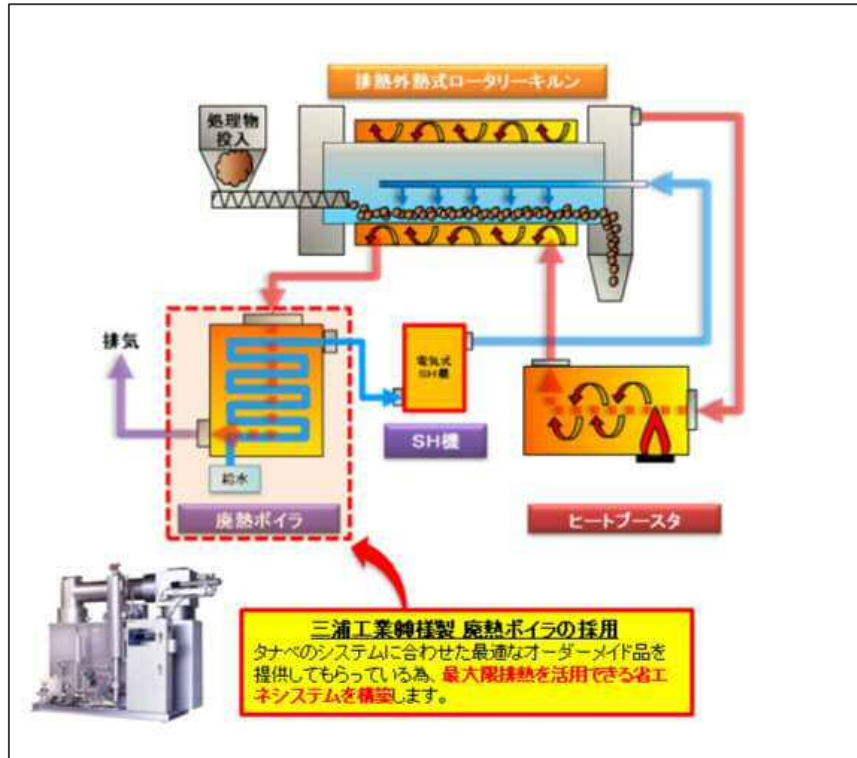 排熱外熱式ロータリーキルン
処理物
投入
排気
電気式
SH機
SH機
給水
廃熱ボイラ
ヒートブースタ
三浦工業㈱様製 廃熱ボイラの採用
タナベのシステムに合わせた最適なオーダーメイド品を
提供してもらっている為、最大限排熱を活用できる省エ
ネシステムを構築します。